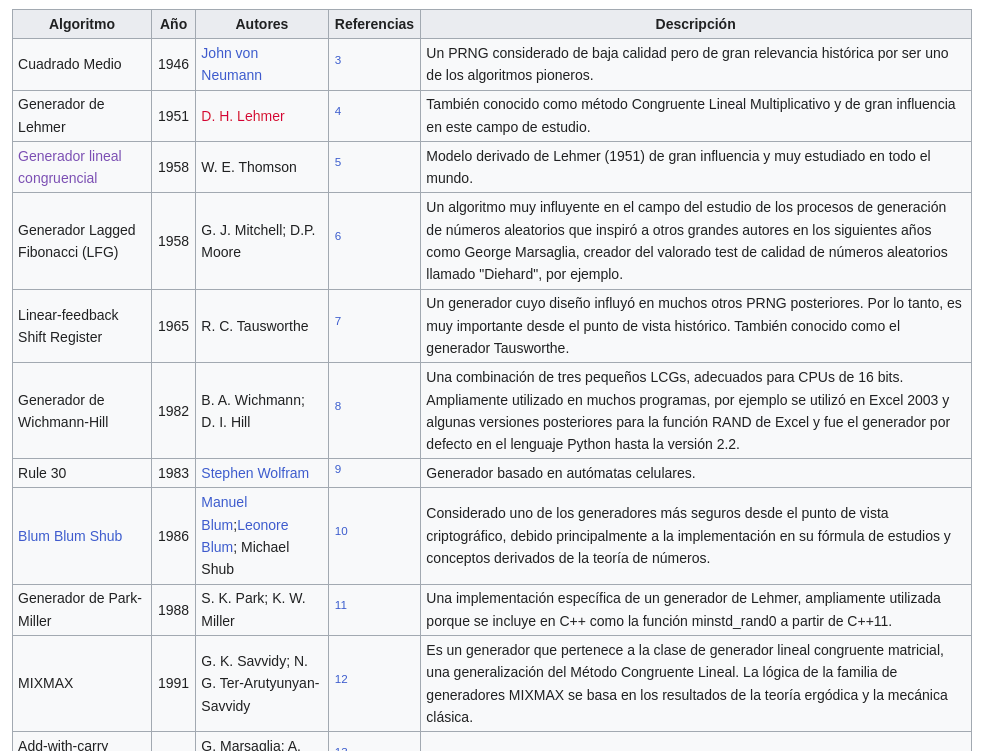 Algoritmo Año Autores Referencias Descripción
Cuadrado Medio 1946 John von Neumann 3 Un PRNG considerado de baja calidad pero de gran relevancia histórica por ser uno
de los algoritmos pioneros.
Generador de Lehmer 1951 D. H. Lehmer 4 También conocido como método Congruente Lineal Multiplicativo y de gran influencia
en este campo de estudio.
Generador lineal congruencial 1958 W. E. Thomson 5 Modelo derivado de Lehmer (1951) de gran influencia y muy estudiado en todo el
mundo.
Generador Lagged Fibonacci (LFG) 1958 G. J. Mitchell; D.P. Moore 6 Un algoritmo muy influyente en el campo del estudio de los procesos de generación
de números aleatorios que inspiró a otros grandes autores en los siguientes años
como George Marsaglia, creador del valorado test de calidad de números aleatorios
llamado "Diehard", por ejemplo.
Linear-feedback Shift Register 1965 R. C. Tausworthe 7 Un generador cuyo diseño influyó en muchos otros PRNG posteriores. Por lo tanto, es
muy importante desde el punto de vista histórico. También conocido como el
generador Tausworthe.
Generador de Wichmann-Hill 1982 B. A. Wichmann; D. I. Hill 8 Una combinación de tres pequeños LCGs, adecuados para CPUs de 16 bits.
Ampliamente utilizado en muchos programas, por ejemplo se utilizó en Excel 2003 y
algunas versiones posteriores para la función RAND de Excel y fue el generador por
defecto en el lenguaje Python hasta la versión 2.2.
Rule 30 1983 Stephen Wolfram 9 Generador basado en autómatas celulares.
Blum Blum Shub 1986 Manuel Blum;Leonore Blum; Michael Shub 10 Considerado uno de los generadores más seguros desde el punto de vista
criptográfico, debido principalmente a la implementación en su fórmula de estudios y
conceptos derivados de la teoría de números.
Generador de Park-Miller 1988 S. K. Park; K. W. Miller 11 Una implementación específica de un generador de Lehmer, ampliamente utilizada
porque se incluye en C++ como la función minstd_rand0 a partir de C++11.
MIXMAX 1991 G. K. Savvidy; N. G. Ter-Arutyunyan-Savvidy 12 Es un generador que pertenece a la clase de generador lineal congruente matricial,
una generalización del Método Congruente Lineal. La lógica de la familia de
generadores MIXMAX se basa en los resultados de la teoría ergódica y la mecánica
clásica.
Add-with-carry G. Marsaglia; A. 13